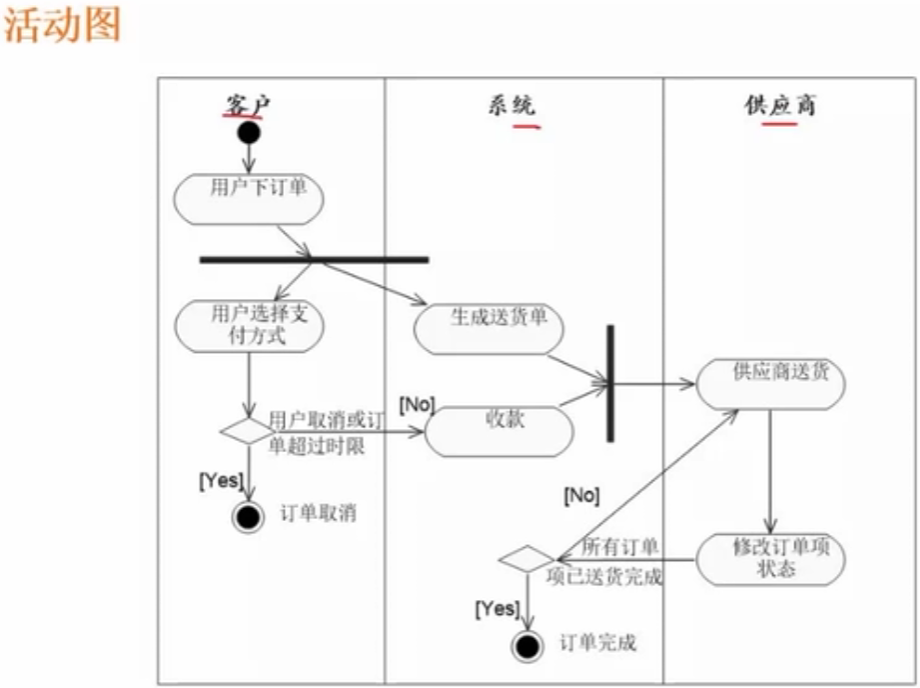 活动图
客户
系统
供应商
用户下订单
用户选择支
付方式
生成送货单
供应商送货
[No]
用户取消或订
单超过时限
收款
[Yes]
订单取消
[No]
所有订单
项已送货完成
修改订单项
状态
[Yes]
订单完成